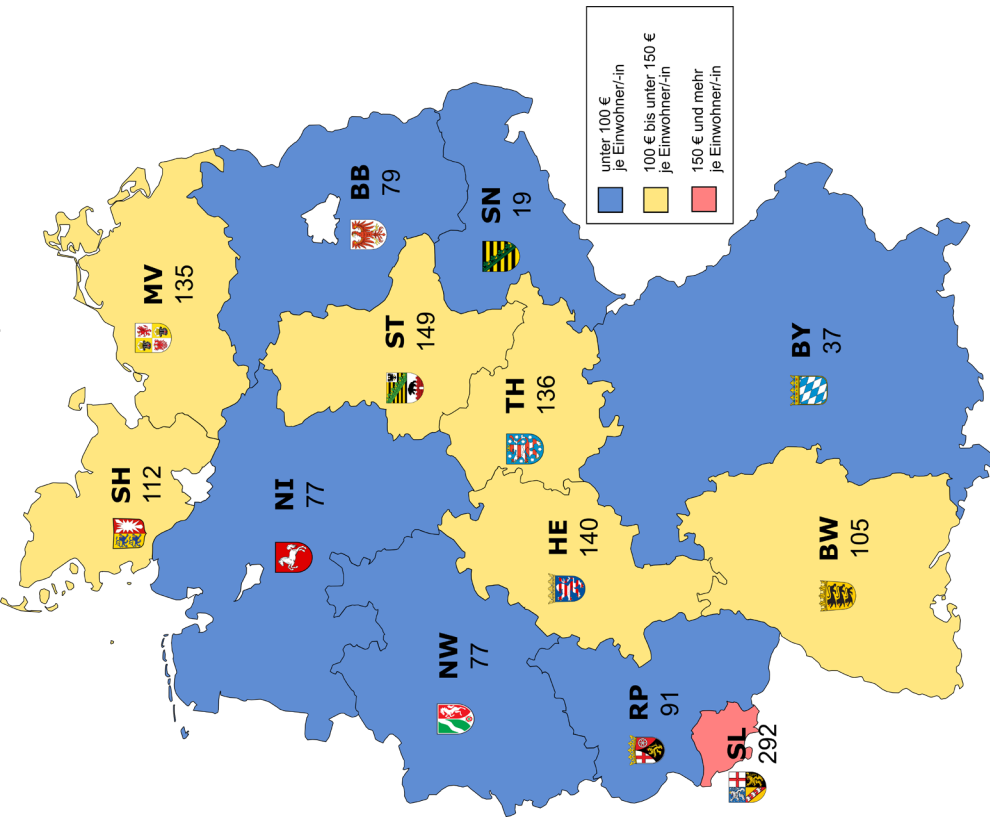 SH
112
MV
135
NI
77
BB
79
ST
149
NW
77
SN
19
TH
136
HE
140
RP
91
SL
292
BW
105
BY
37
unter 100 €
je Einwohner/-in
100 € bis unter 150 €
je Einwohner/-in
150 € und mehr
je Einwohner/-in